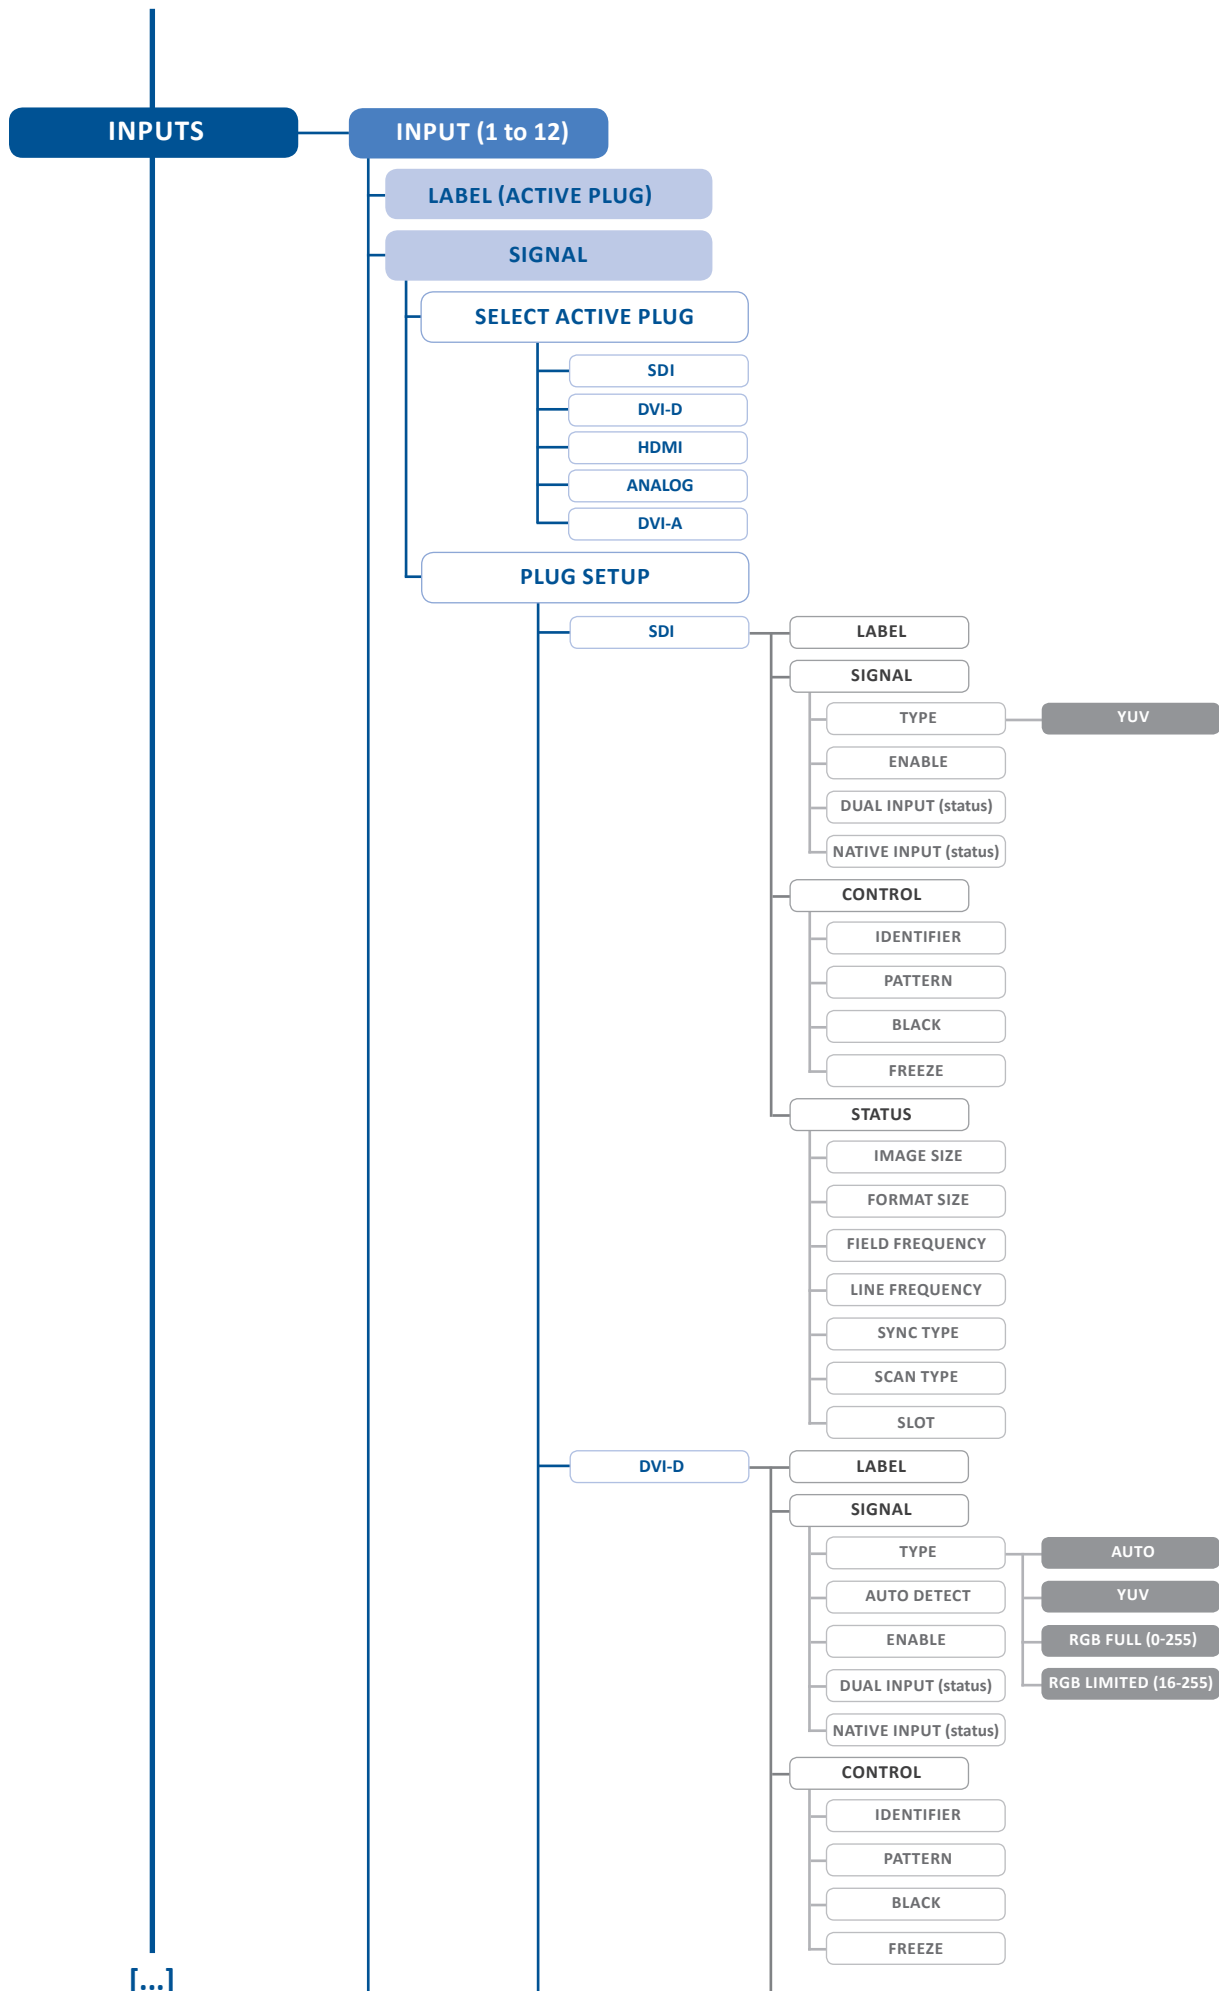 INPUTS
INPUT (1 to 12)
LABEL (ACTIVE PLUG)
SIGNAL
SELECT ACTIVE PLUG
SDI
DVI-D
HDMI
ANALOG
DVI-A
PLUG SETUP
SDI
LABEL
SIGNAL
TYPE
YUV
ENABLE
DUAL INPUT (status)
NATIVE INPUT (status)
CONTROL
IDENTIFIER
PATTERN
BLACK
FREEZE
STATUS
IMAGE SIZE
FORMAT SIZE
FIELD FREQUENCY
LINE FREQUENCY
SYNC TYPE
SCAN TYPE
SLOT
DVI-D
LABEL
SIGNAL
TYPE
AUTO
AUTO DETECT
YUV
ENABLE
RGB FULL (0-255)
DUAL INPUT (status)
RGB LIMITED (16-255)
NATIVE INPUT (status)
CONTROL
IDENTIFIER
PATTERN
BLACK
FREEZE
[...]